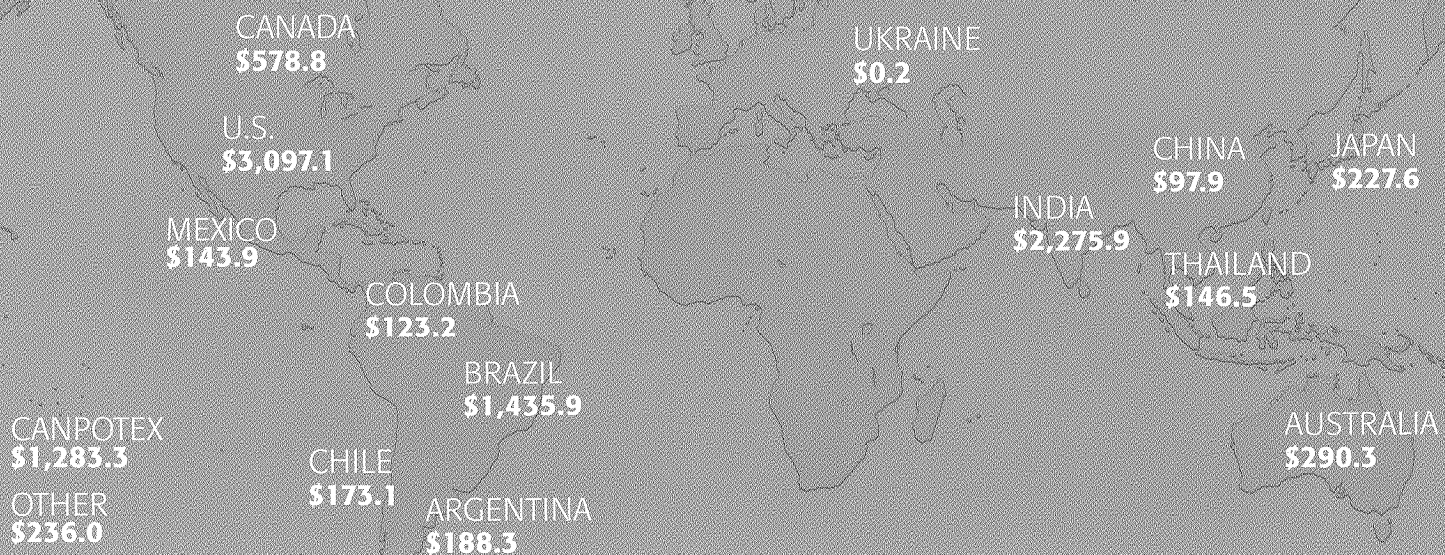 CANADA
$578.8
UKRAINE
$0.2
U.S.
$3,097.1
CHINA
$97.9
JAPAN
$227.6
MEXICO
$143.9
INDIA
$2,275.9
THAILAND
$146.5
COLOMBIA
$123.2
BRAZIL
$1,435.9
CANPOTEX
$1,283.3
CHILE
$173.1
AUSTRALIA
$290.3
OTHER
$236.0
ARGENTINA
$188.3